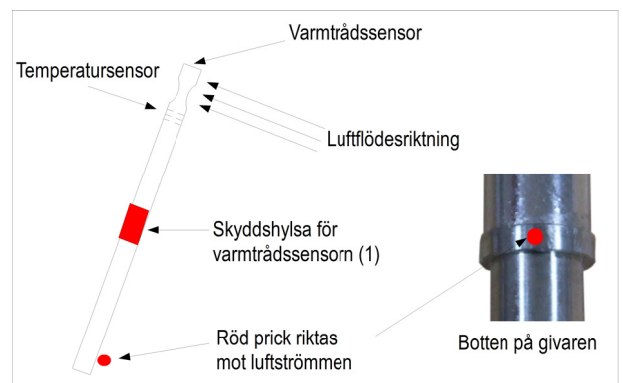 Varmtrådssensor
Temperatursensor
Luftflödesriktning
Skyddshylsa för
varmtrådssensorn (1)
Röd prick riktas
mot luftströmmen
Botten på givaren